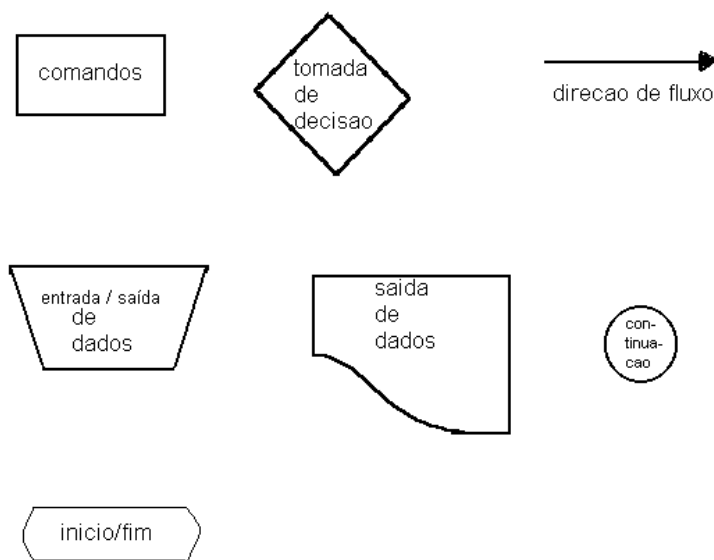 comandos
tomada
de
decisao
direcao de fluxo
entrada / saída
de
dados
saida
de
dados
con-
tinua-
cao
inicio/fim